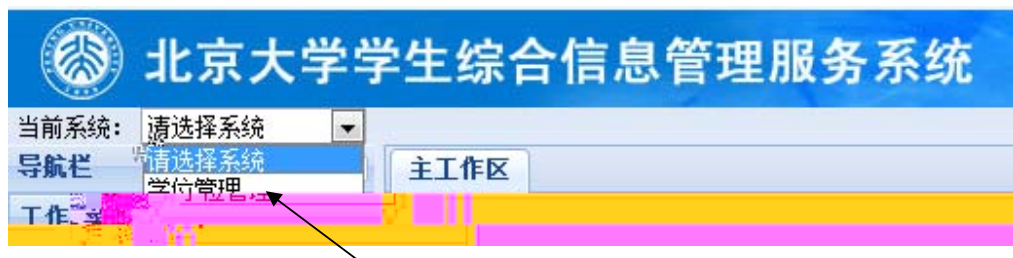 北京大学学生综合信息管理服务系统
当前系统： 请选择系统
导航栏 请选择系统 主工作区
学位管理
工作